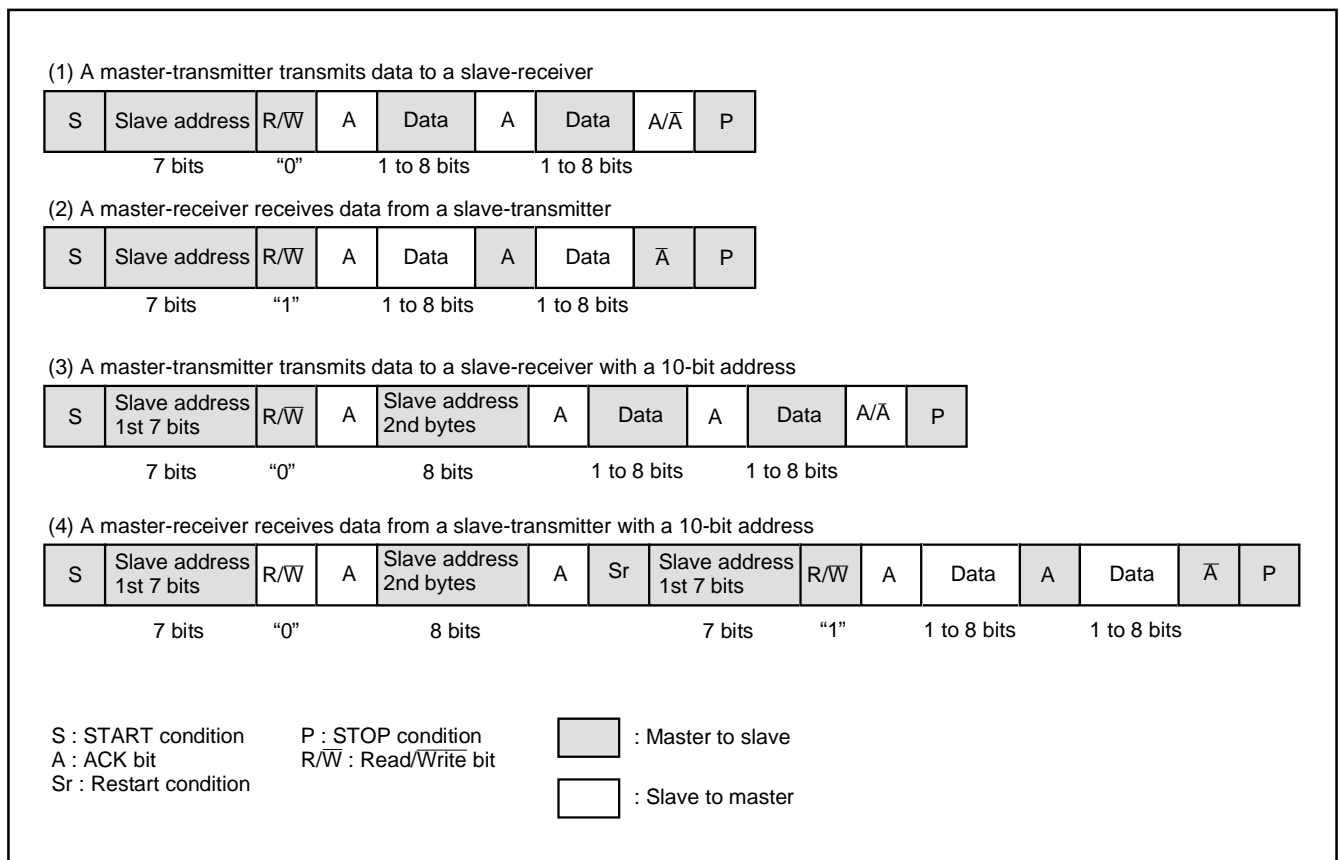 (1) A master-transmitter transmits data to a slave-receiver
S Slave address R/W̅ A Data A Data A/A̅ P
7 bits “0” 1 to 8 bits 1 to 8 bits
(2) A master-receiver receives data from a slave-transmitter
S Slave address R/W̅ A Data A Data A̅ P
7 bits “1” 1 to 8 bits 1 to 8 bits
(3) A master-transmitter transmits data to a slave-receiver with a 10-bit address
S Slave address 1st 7 bits R/W̅ A Slave address 2nd bytes A Data A Data A/A̅ P
7 bits “0” 8 bits 1 to 8 bits 1 to 8 bits
(4) A master-receiver receives data from a slave-transmitter with a 10-bit address
S Slave address 1st 7 bits R/W̅ A Slave address 2nd bytes A Sr Slave address 1st 7 bits R/W̅ A Data A Data A̅ P
7 bits “0” 8 bits 7 bits “1” 1 to 8 bits 1 to 8 bits
S : START condition P : STOP condition : Master to slave
A : ACK bit R/W̅ : Read/W̅r̅i̅t̅e̅ bit
Sr : Restart condition
: Slave to master